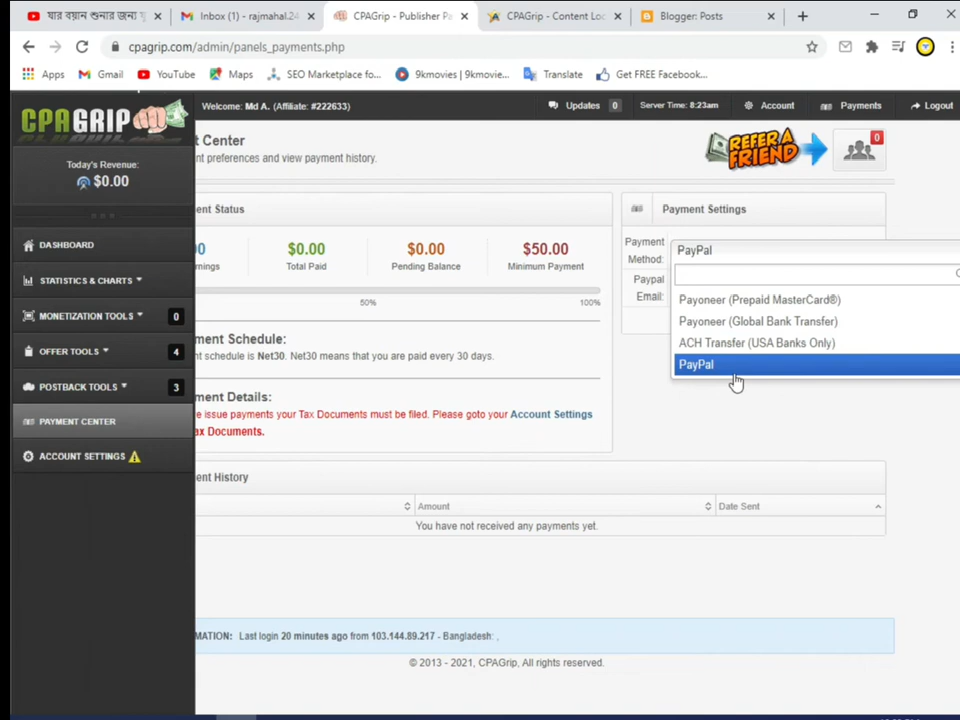 যার বয়ান শুনার জন্য
Inbox (1) - rajmahal.24
CPAGrip - Publisher Pa
CPAGrip - Content Loc
Blogger: Posts
cpagrip.com/admin/panels_payments.php
Apps
Gmail
YouTube
Maps
SEO Marketplace fo...
9kmovies | 9kmovie...
Translate
Get FREE Facebook...
CPAGRIP
Welcome: Md A. (Affiliate: #222633)
Updates 0
Server Time: 8:23am
Account
Payments
Logout
Today's Revenue:
$0.00
t Center
nt preferences and view payment history.
REFER A FRIEND
0
DASHBOARD
STATISTICS & CHARTS
MONETIZATION TOOLS 0
OFFER TOOLS 4
POSTBACK TOOLS 3
PAYMENT CENTER
ACCOUNT SETTINGS
ent Status
00
$0.00
$0.00
$50.00
nings
Total Paid
Pending Balance
Minimum Payment
50%
100%
ment Schedule:
nt schedule is Net30. Net30 means that you are paid every 30 days.
ment Details:
e issue payments your Tax Documents must be filed. Please goto your Account Settings
ax Documents.
Payment Settings
Payment
Method:
Paypal
Email:
PayPal
Payoneer (Prepaid MasterCard®)
Payoneer (Global Bank Transfer)
ACH Transfer (USA Banks Only)
PayPal
ent History
Amount
Date Sent
You have not received any payments yet.
MATION: Last login 20 minutes ago from 103.144.89.217 - Bangladesh: ,
© 2013 - 2021, CPAGrip, All rights reserved.